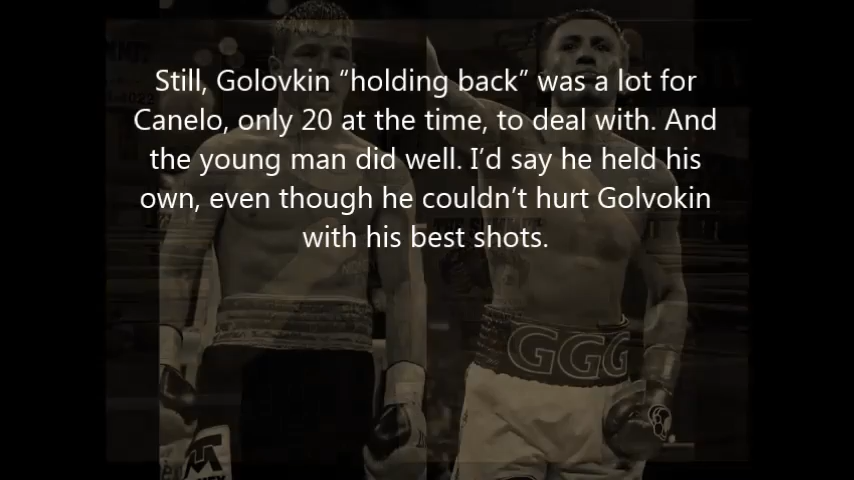 Still, Golovkin “holding back” was a lot for
Canelo, only 20 at the time, to deal with. And
the young man did well. I’d say he held his
own, even though he couldn’t hurt Golvokin
with his best shots.
GGG